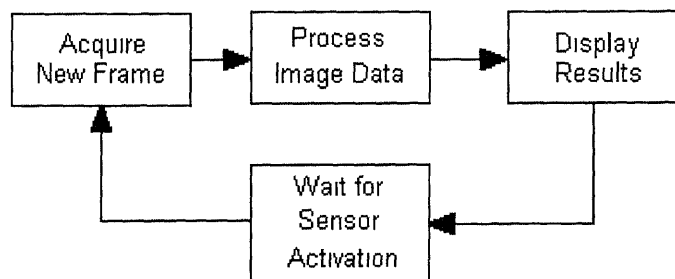 Acquire
New Frame
Process
Image Data
Display
Results
Wait for
Sensor
Activation